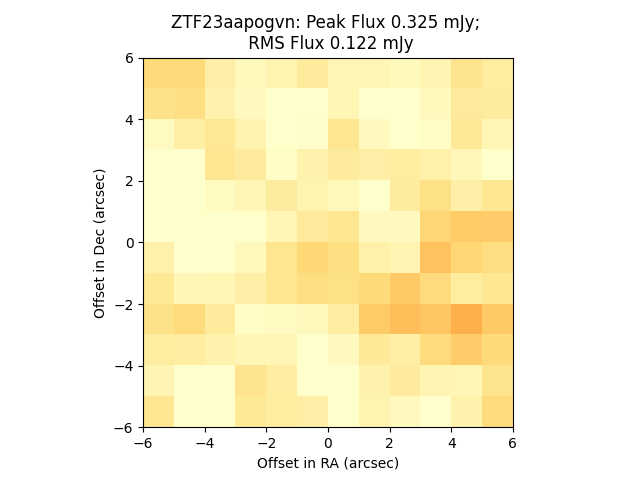 ZTF23aapogvn: Peak Flux 0.325 mJy;
RMS Flux 0.122 mJy
6
4
2
0
−2
−4
−6
Offset in Dec (arcsec)
−6 −4 −2 0 2 4 6
Offset in RA (arcsec)